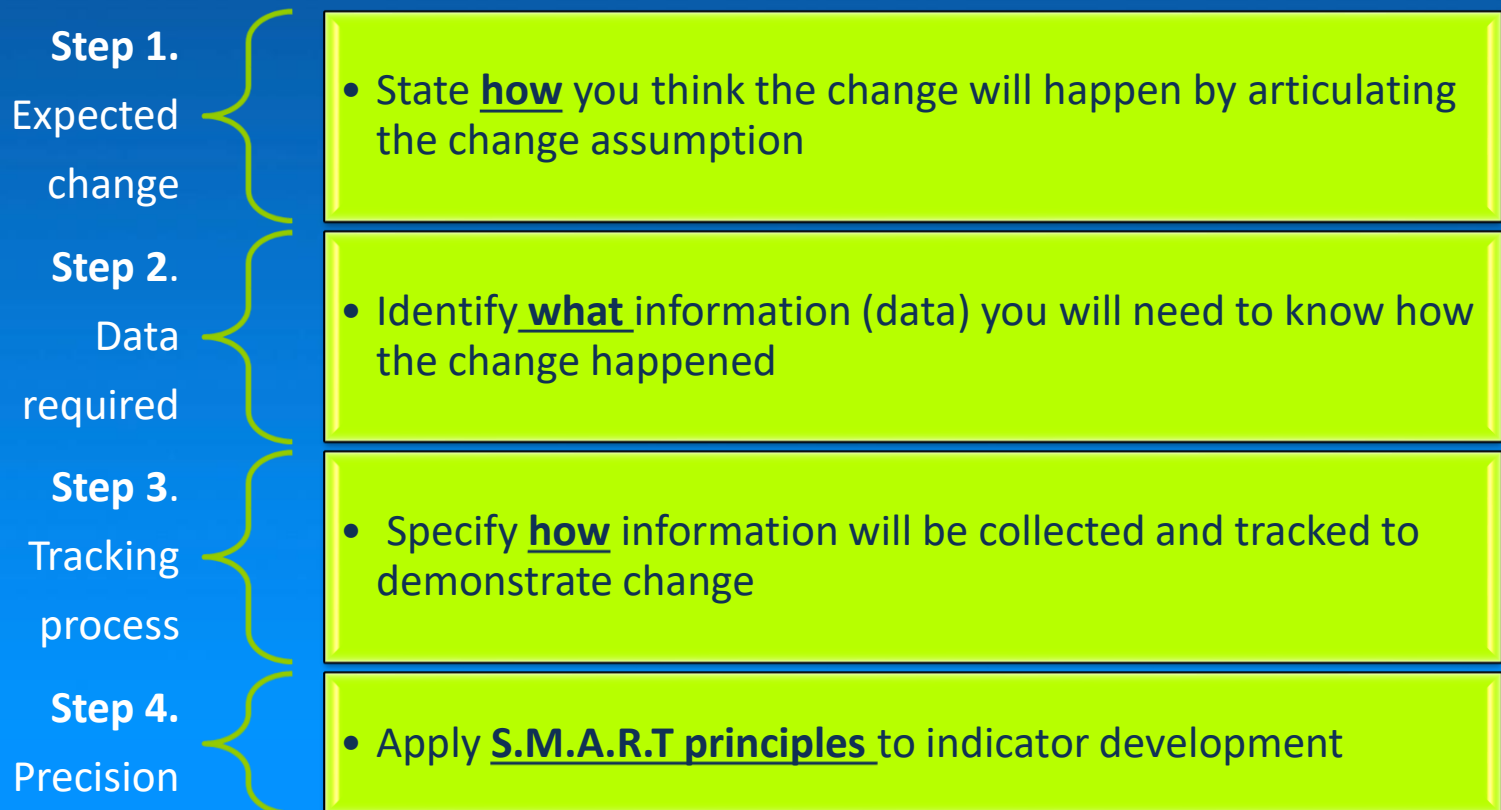 Step 1.
Expected
change
• State how you think the change will happen by articulating
the change assumption
Step 2.
Data
required
• Identify what information (data) you will need to know how
the change happened
Step 3.
Tracking
process
• Specify how information will be collected and tracked to
demonstrate change
Step 4.
Precision
• Apply S.M.A.R.T principles to indicator development